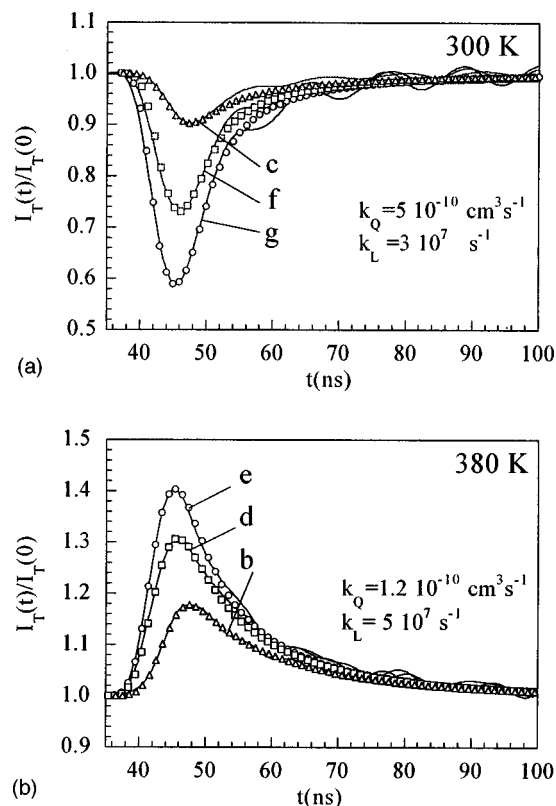 1.1
1.0
0.9
0.8
0.7
0.6
0.5
I_T(t)/I_T(0)
300 K
c
f
g
k_Q=5 10^-10 cm^3s^-1
k_L=3 10^7 s^-1
40 50 60 70 80 90 100
t(ns)
(a)
1.5
1.4
1.3
1.2
1.1
1.0
0.9
I_T(t)/I_T(0)
380 K
e
d
b
k_Q=1.2 10^-10 cm^3s^-1
k_L=5 10^7 s^-1
40 50 60 70 80 90 100
t(ns)
(b)